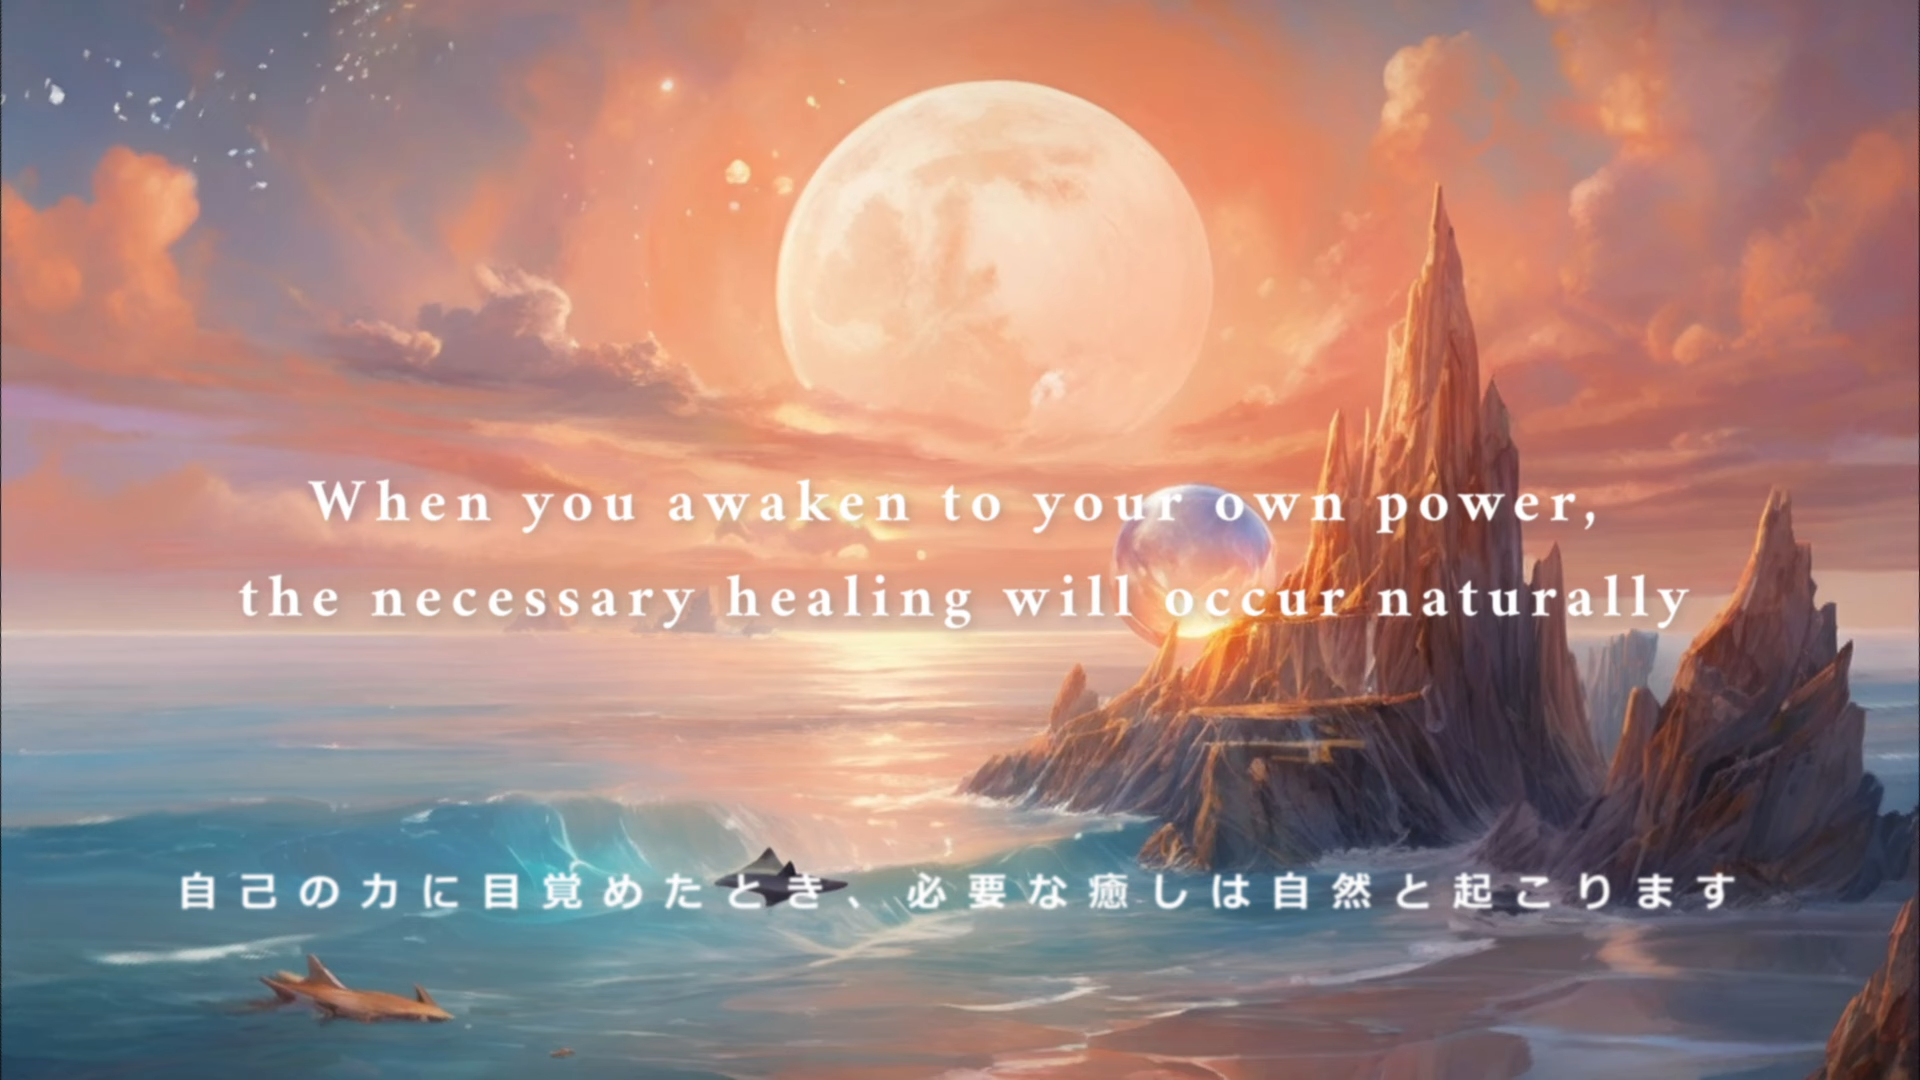 When you awaken to your own power,
the necessary healing will occur naturally
自己の力に目覚めたとき、必要な癒しは自然と起こります